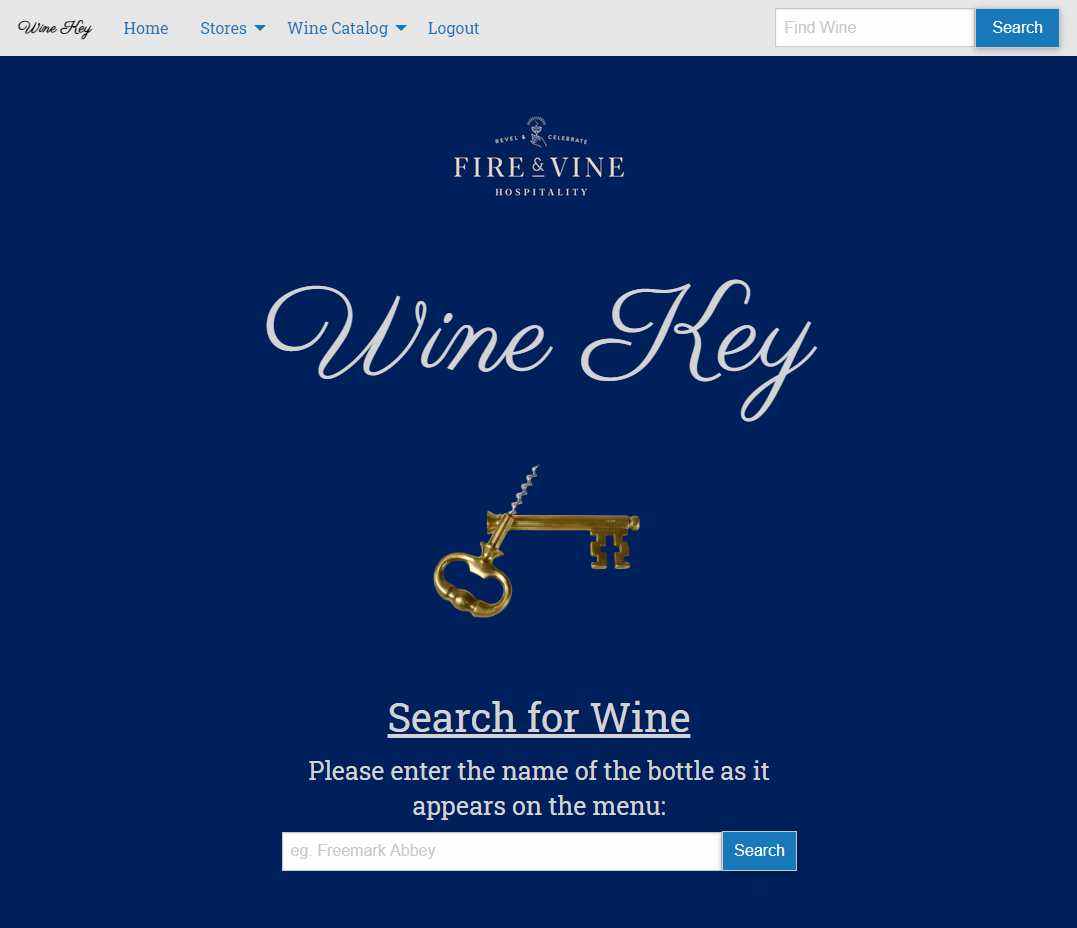 Wine Key Home Stores Wine Catalog Logout Find Wine Search
REVEL & CELEBRATE
FIRE & VINE
HOSPITALITY
Wine Key
Search for Wine
Please enter the name of the bottle as it
appears on the menu:
eg. Freemark Abbey Search